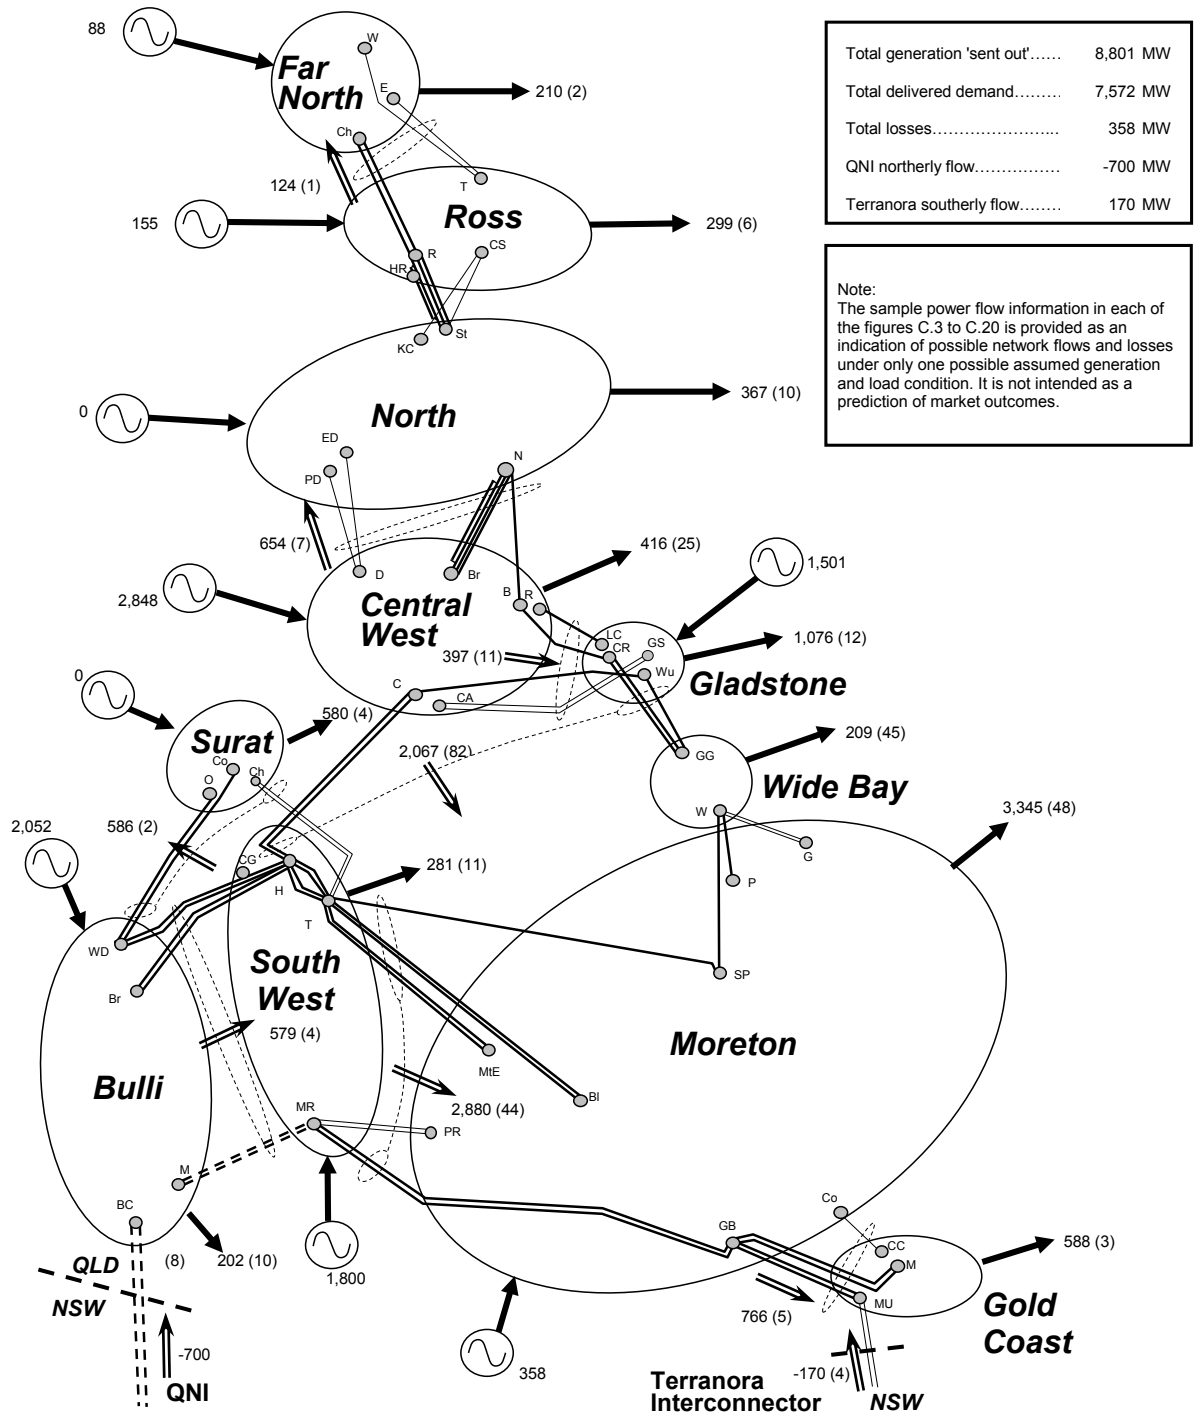 88
W
Far
North
E
210 (2)
Ch
124 (1)
T
155
Ross
299 (6)
CS
R
HR
St
KC
0
North
367 (10)
ED
PD
N
654 (7)
D
Br
416 (25)
1,501
2,848
Central
West
B
R
LC
CR
GS
Wu
1,076 (12)
397 (11)
Gladstone
C
CA
0
Surat
580 (4)
Co
Ch
O
2,067 (82)
GG
209 (45)
Wide Bay
W
G
P
3,345 (48)
2,052
586 (2)
CG
H
281 (11)
T
WD
Br
South
West
SP
579 (4)
Moreton
Bulli
MtE
Bl
2,880 (44)
MR
PR
M
BC
(8)
202 (10)
1,800
QLD
NSW
-700
QNI
Co
GB
CC
M
MU
588 (3)
766 (5)
Gold
Coast
358
-170 (4)
Terranora
Interconnector
NSW
Total generation 'sent out'...... 8,801 MW
Total delivered demand......... 7,572 MW
Total losses........................ 358 MW
QNI northerly flow................ -700 MW
Terranora southerly flow....... 170 MW
Note:
The sample power flow information in each of
the figures C.3 to C.20 is provided as an
indication of possible network flows and losses
under only one possible assumed generation
and load condition. It is not intended as a
prediction of market outcomes.